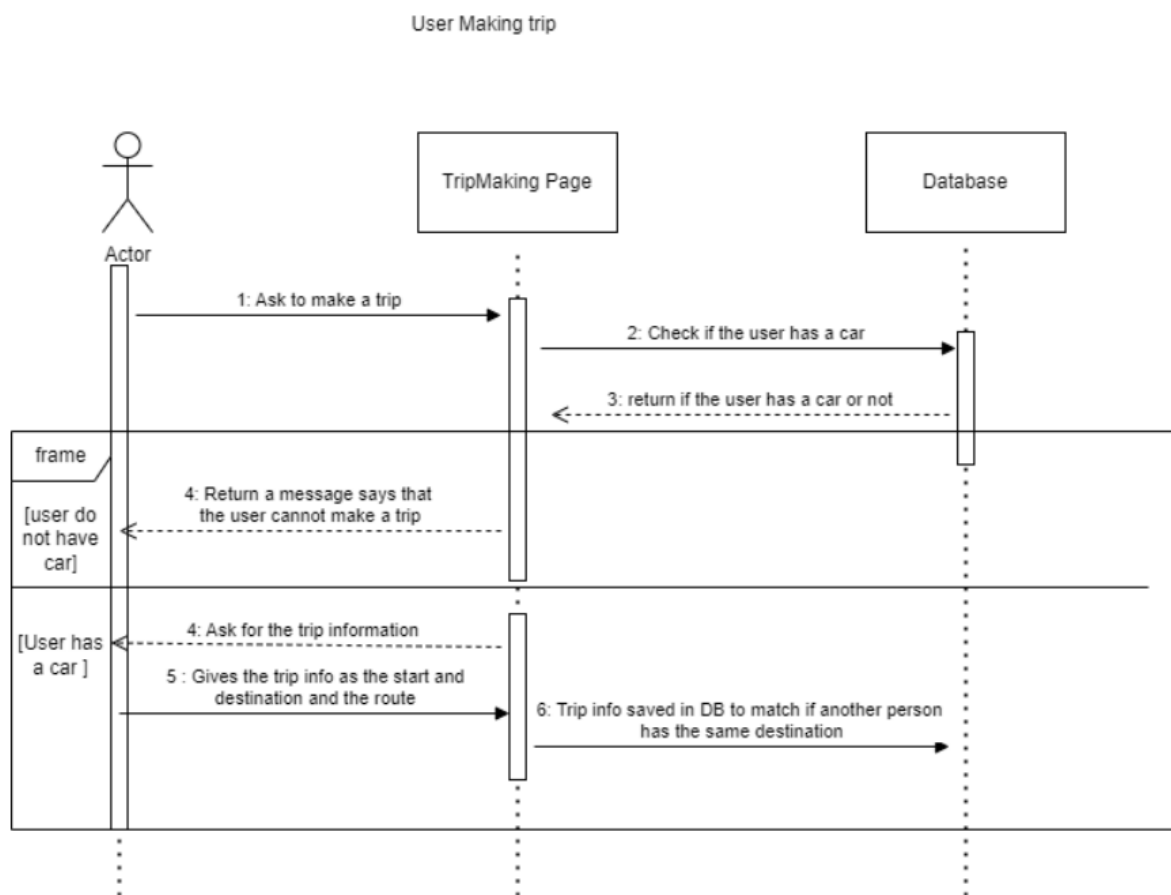 User Making trip
Actor
TripMaking Page
Database
1: Ask to make a trip
2: Check if the user has a car
3: return if the user has a car or not
frame
[user do
not have
car]
4: Return a message says that
the user cannot make a trip
[User has
a car ]
4: Ask for the trip information
5 : Gives the trip info as the start and
destination and the route
6: Trip info saved in DB to match if another person
has the same destination